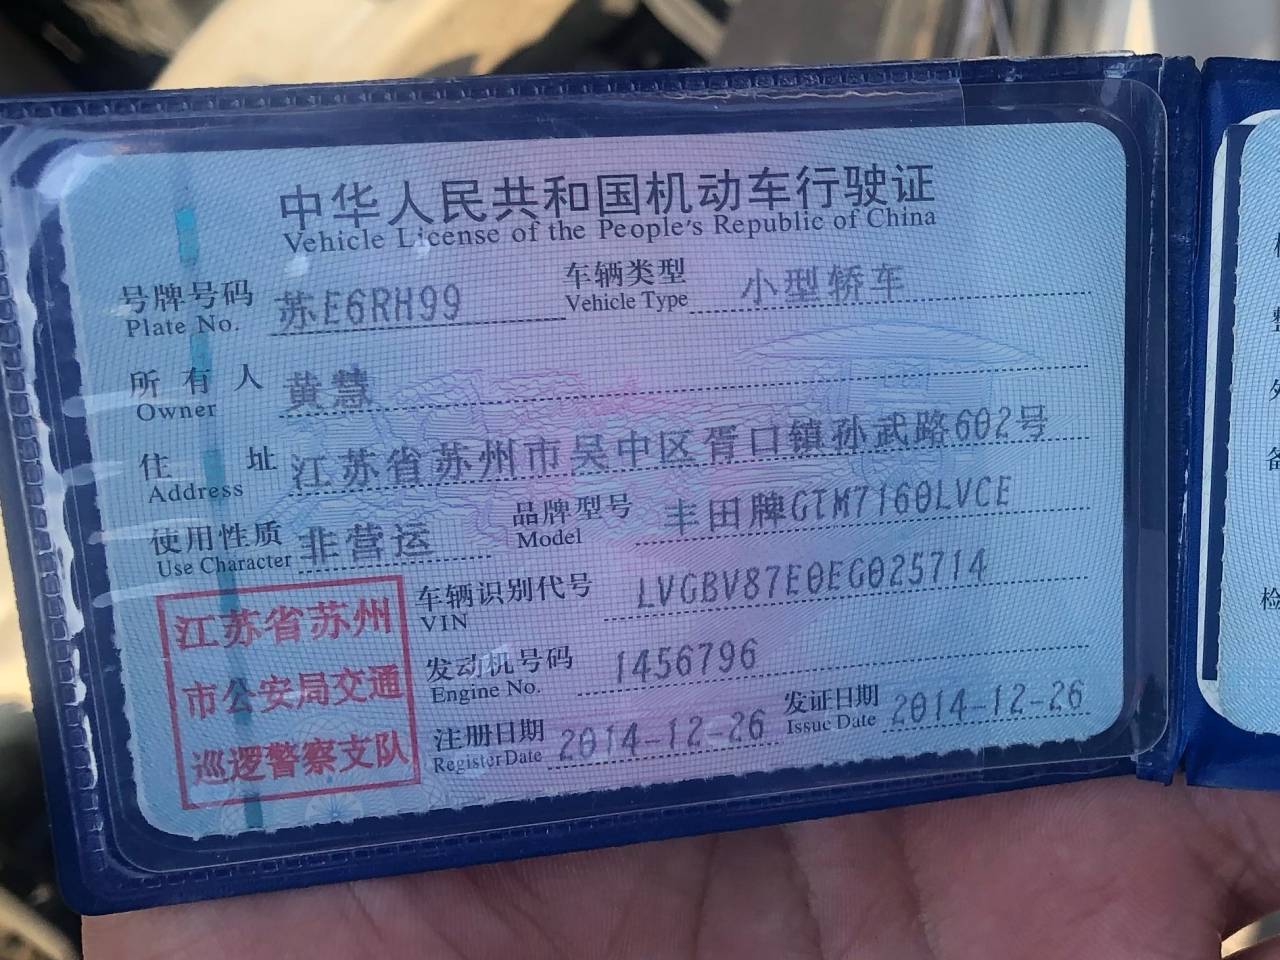 中华人民共和国机动车行驶证
Vehicle License of the People's Republic of China
号牌号码 苏E6RH99 车辆类型 小型轿车
Plate No. Vehicle Type
所有人 黄慧
Owner
住址 江苏省苏州市吴中区胥口镇孙武路602号
Address
使用性质 非营运 品牌型号 丰田牌GTM7160LVCE
Use Character Model
江苏省苏州
市公安局交通
巡逻警察支队
车辆识别代号 LVGBV87E0EG025714
VIN
发动机号码 1456796
Engine No.
注册日期 2014-12-26 发证日期 2014-12-26
Register Date Issue Date
检